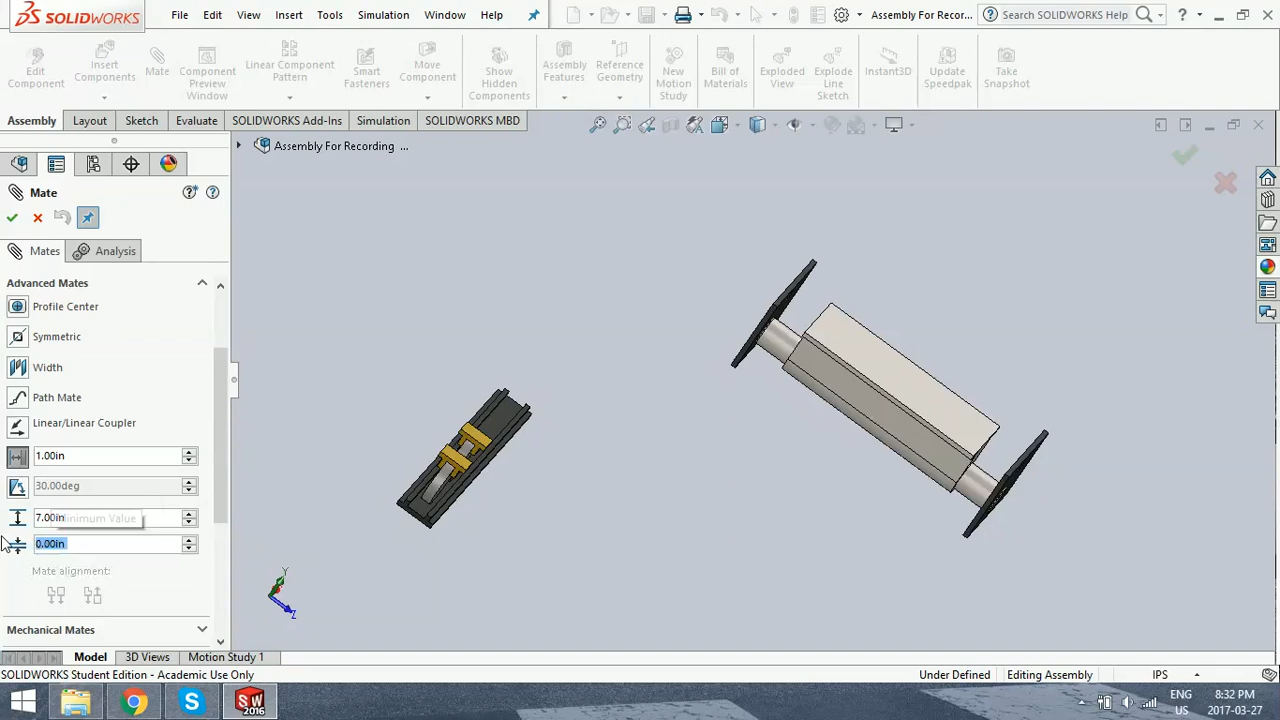 SOLIDWORKS
File Edit View Insert Tools Simulation Window Help
Assembly For Recor...
Search SOLIDWORKS Help
Edit Component
Insert Components
Mate
Component Preview Window
Linear Component Pattern
Smart Fasteners
Move Component
Show Hidden Components
Assembly Features
Reference Geometry
New Motion Study
Bill of Materials
Exploded View
Explode Line Sketch
Instant3D
Update Speedpak
Take Snapshot
Assembly Layout Sketch Evaluate SOLIDWORKS Add-Ins Simulation SOLIDWORKS MBD
Assembly For Recording ...
Mate
Mates Analysis
Advanced Mates
Profile Center
Symmetric
Width
Path Mate
Linear/Linear Coupler
1.00in
30.00deg
7.00in
Minimum Value
0.00in
Mate alignment:
Mechanical Mates
Y
Z
Model 3D Views Motion Study 1
SOLIDWORKS Student Edition - Academic Use Only
Under Defined Editing Assembly IPS
SW
2016
ENG
US
8:32 PM
2017-03-27